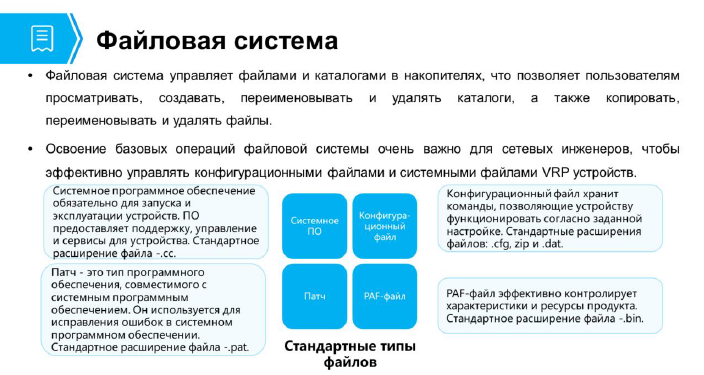 Файловая система
• Файловая система управляет файлами и каталогами в накопителях, что позволяет пользователям
просматривать, создавать, переименовывать и удалять каталоги, а также копировать,
переименовывать и удалять файлы.
• Освоение базовых операций файловой системы очень важно для сетевых инженеров, чтобы
эффективно управлять конфигурационными файлами и системными файлами VRP устройств.
Системное программное обеспечение
обязательно для запуска и
эксплуатации устройств. ПО
предоставляет поддержку, управление
и сервисы для устройства. Стандартное
расширение файла -.cc.
Системное
ПО
Конфигура-
ционный
файл
Конфигурационный файл хранит
команды, позволяющие устройству
функционировать согласно заданной
настройке. Стандартные расширения
файлов: .cfg, zip и .dat.
Патч - это тип программного
обеспечения, совместимого с
системным программным
обеспечением. Он используется для
исправления ошибок в системном
программном обеспечении.
Стандартное расширение файла -.pat.
Патч
PAF-файл
PAF-файл эффективно контролирует
характеристики и ресурсы продукта.
Стандартное расширение файла -.bin.
Стандартные типы
файлов